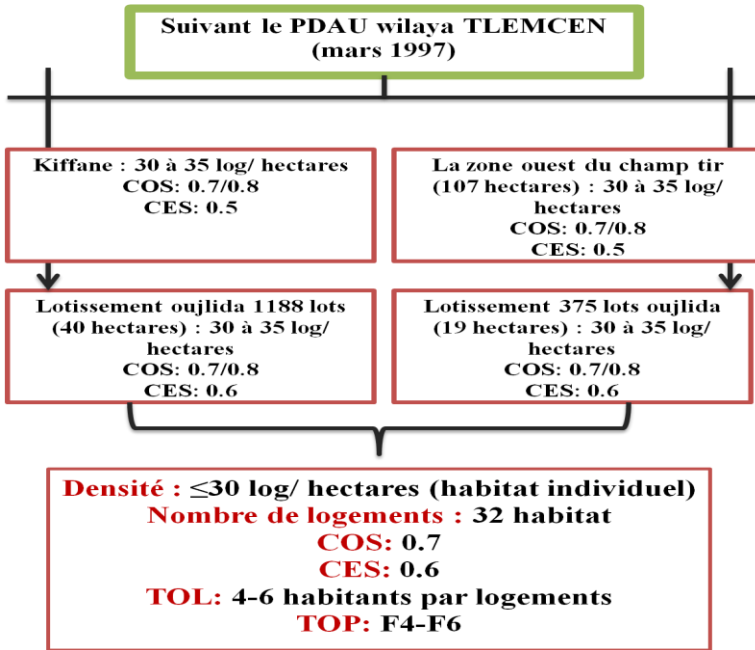 Suivant le PDAU wilaya TLEMCEN
(mars 1997)
Kiffane : 30 à 35 log/ hectares
COS: 0.7/0.8
CES: 0.5
La zone ouest du champ tir
(107 hectares) : 30 à 35 log/
hectares
COS: 0.7/0.8
CES: 0.5
Lotissement oujlida 1188 lots
(40 hectares) : 30 à 35 log/
hectares
COS: 0.7/0.8
CES: 0.6
Lotissement 375 lots oujlida
(19 hectares) : 30 à 35 log/
hectares
COS: 0.7/0.8
CES: 0.6
Densité : ≤30 log/ hectares (habitat individuel)
Nombre de logements : 32 habitat
COS: 0.7
CES: 0.6
TOL: 4-6 habitants par logements
TOP: F4-F6